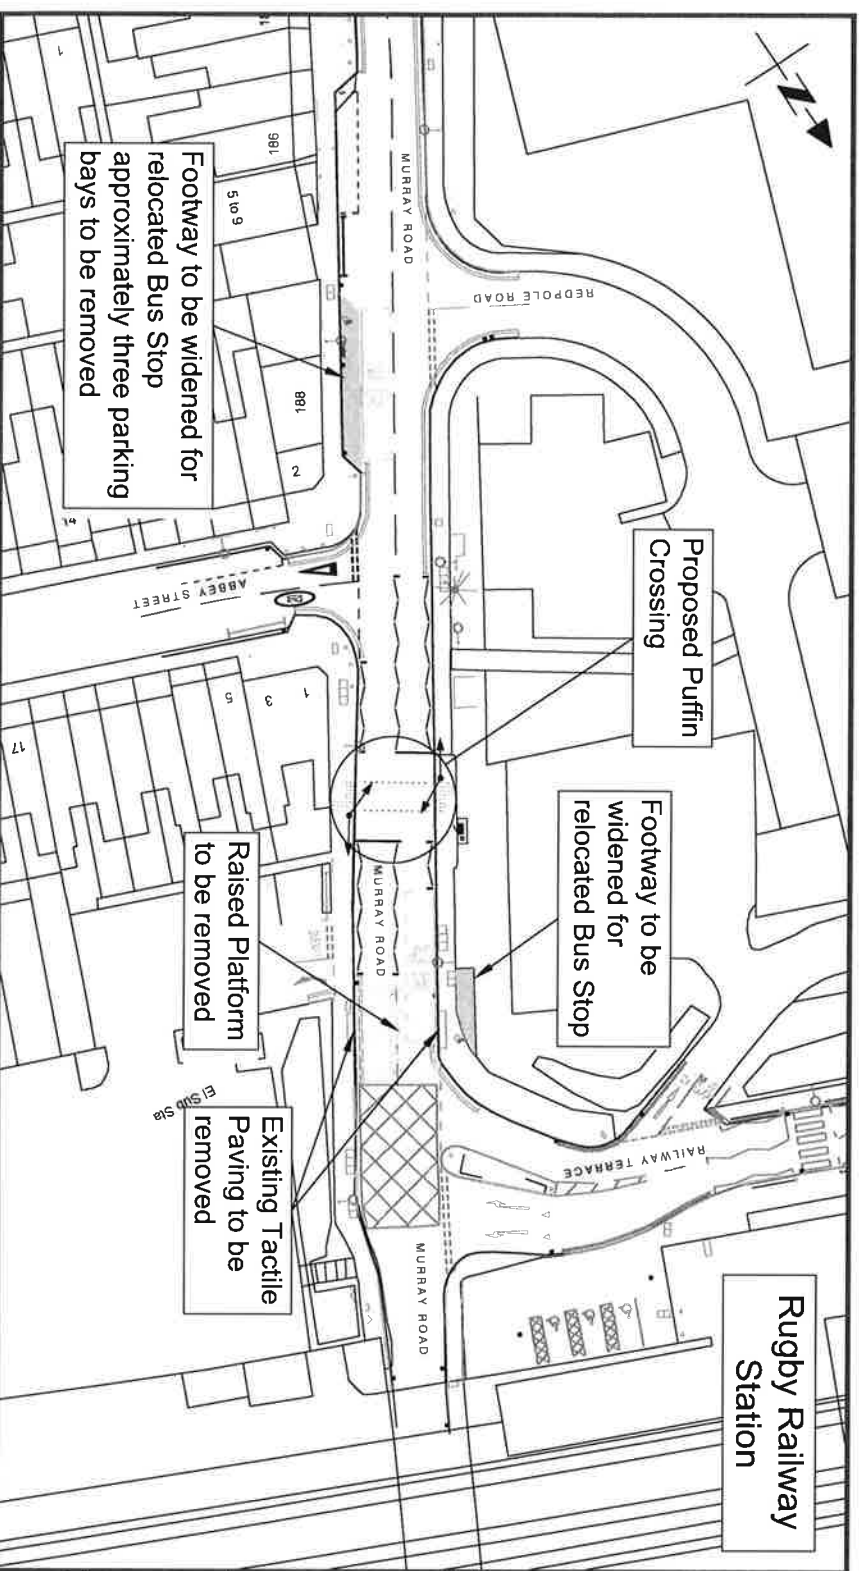 Rugby Railway
Station
Proposed Puffin
Crossing
Footway to be
widened for
relocated Bus Stop
REDPOLE ROAD
RAILWAY TERRACE
MURRAY ROAD
MURRAY ROAD
MURRAY ROAD
Footway to be widened for
relocated Bus Stop
approximately three parking
bays to be removed
Raised Platform
to be removed
Existing Tactile
Paving to be
removed
ABBEY STREET
El Sub Sta
186
5 to 9
188
2
14
1
1
3
5
17